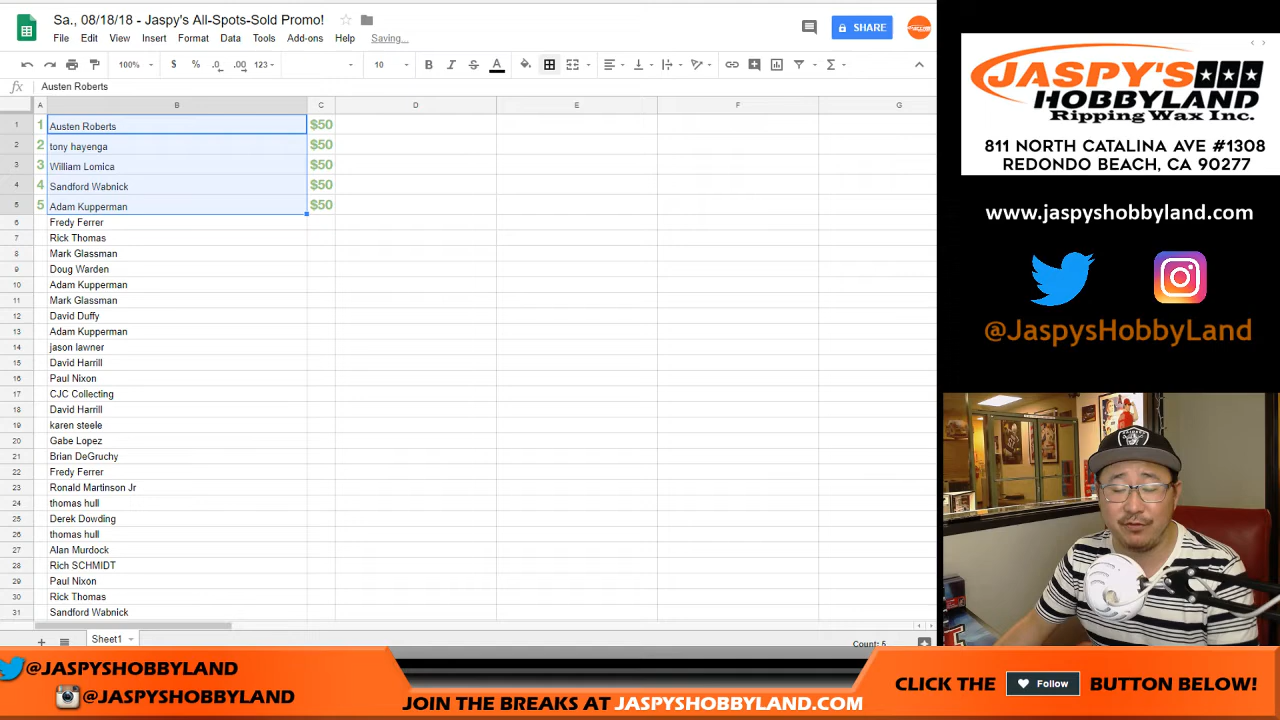 Sa., 08/18/18 - Jaspy's All-Spots-Sold Promo!
File Edit View Insert Format Data Tools Add-ons Help Saving...
SHARE
100% $ % .0 .00 123 10 B I S A
fx Austen Roberts
A B C D E F G
1 1 Austen Roberts $50
2 2 tony hayenga $50
3 3 William Lomica $50
4 4 Sandford Wabnick $50
5 5 Adam Kupperman $50
6 Fredy Ferrer
7 Rick Thomas
8 Mark Glassman
9 Doug Warden
10 Adam Kupperman
11 Mark Glassman
12 David Duffy
13 Adam Kupperman
14 jason lawner
15 David Harrill
16 Paul Nixon
17 CJC Collecting
18 David Harrill
19 karen steele
20 Gabe Lopez
21 Brian DeGruchy
22 Fredy Ferrer
23 Ronald Martinson Jr
24 thomas hull
25 Derek Dowding
26 thomas hull
27 Alan Murdock
28 Rich SCHMIDT
29 Paul Nixon
30 Rick Thomas
31 Sandford Wabnick
Sheet1
Count: 5
JASPY'S
HOBBYLAND
Ripping Wax Inc.
811 NORTH CATALINA AVE #1308
REDONDO BEACH, CA 90277
www.jaspyshobbyland.com
@JaspysHobbyLand
@JASPYSHOBBYLAND
@JASPYSHOBBYLAND
JOIN THE BREAKS AT JASPYSHOBBYLAND.COM
CLICK THE Follow BUTTON BELOW!